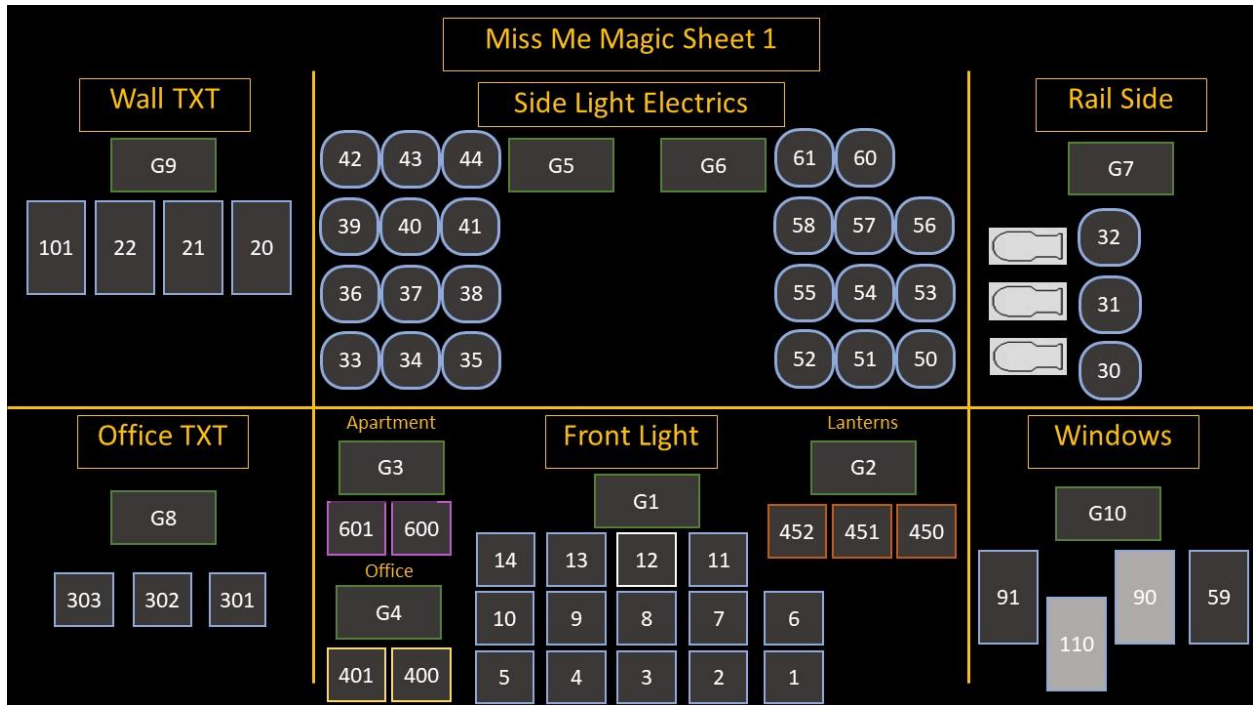 Miss Me Magic Sheet 1
Wall TXT
G9
101 22 21 20
Side Light Electrics
G5 G6
42 43 44
39 40 41
36 37 38
33 34 35
61 60
58 57 56
55 54 53
52 51 50
Rail Side
G7
32
31
30
Office TXT
G8
303 302 301
Apartment
G3
601 600
Office
G4
401 400
Front Light
G1
14 13 12 11
10 9 8 7 6
5 4 3 2 1
Lanterns
G2
452 451 450
Windows
G10
91 90 59
110